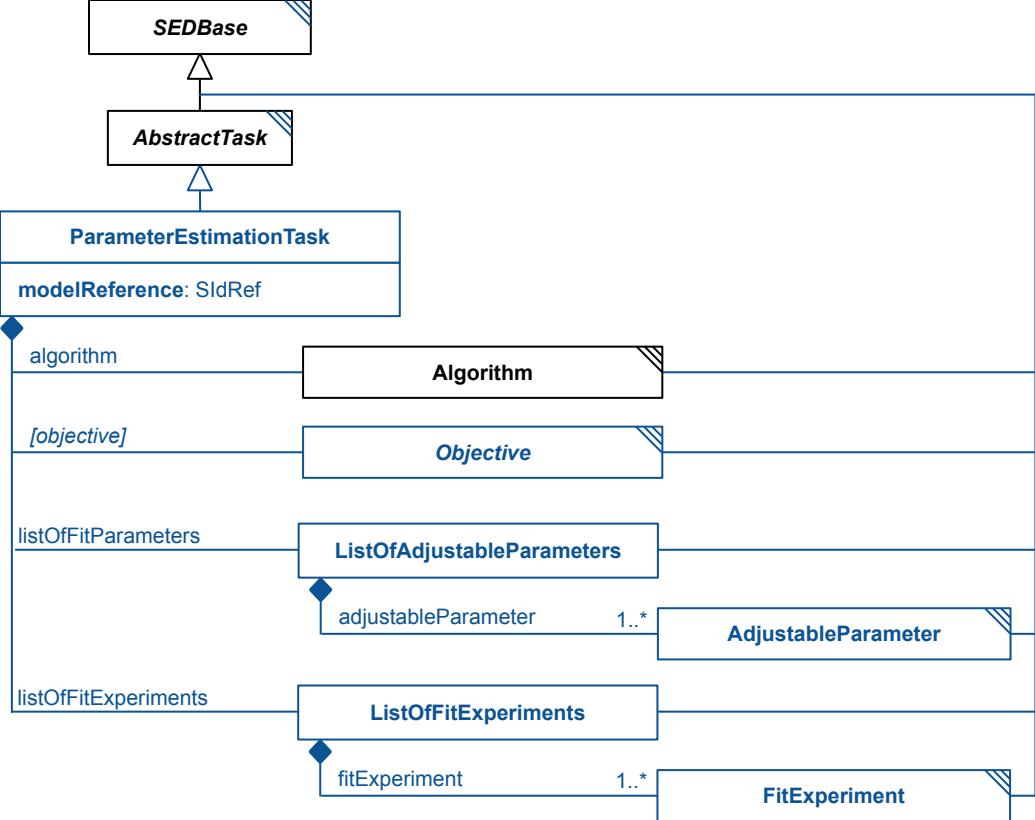 SEDBase
AbstractTask
ParameterEstimationTask
modelReference: SIdRef
algorithm
Algorithm
[objective]
Objective
listOfFitParameters
ListOfAdjustableParameters
adjustableParameter 1..*
AdjustableParameter
listOfFitExperiments
ListOfFitExperiments
fitExperiment 1..*
FitExperiment